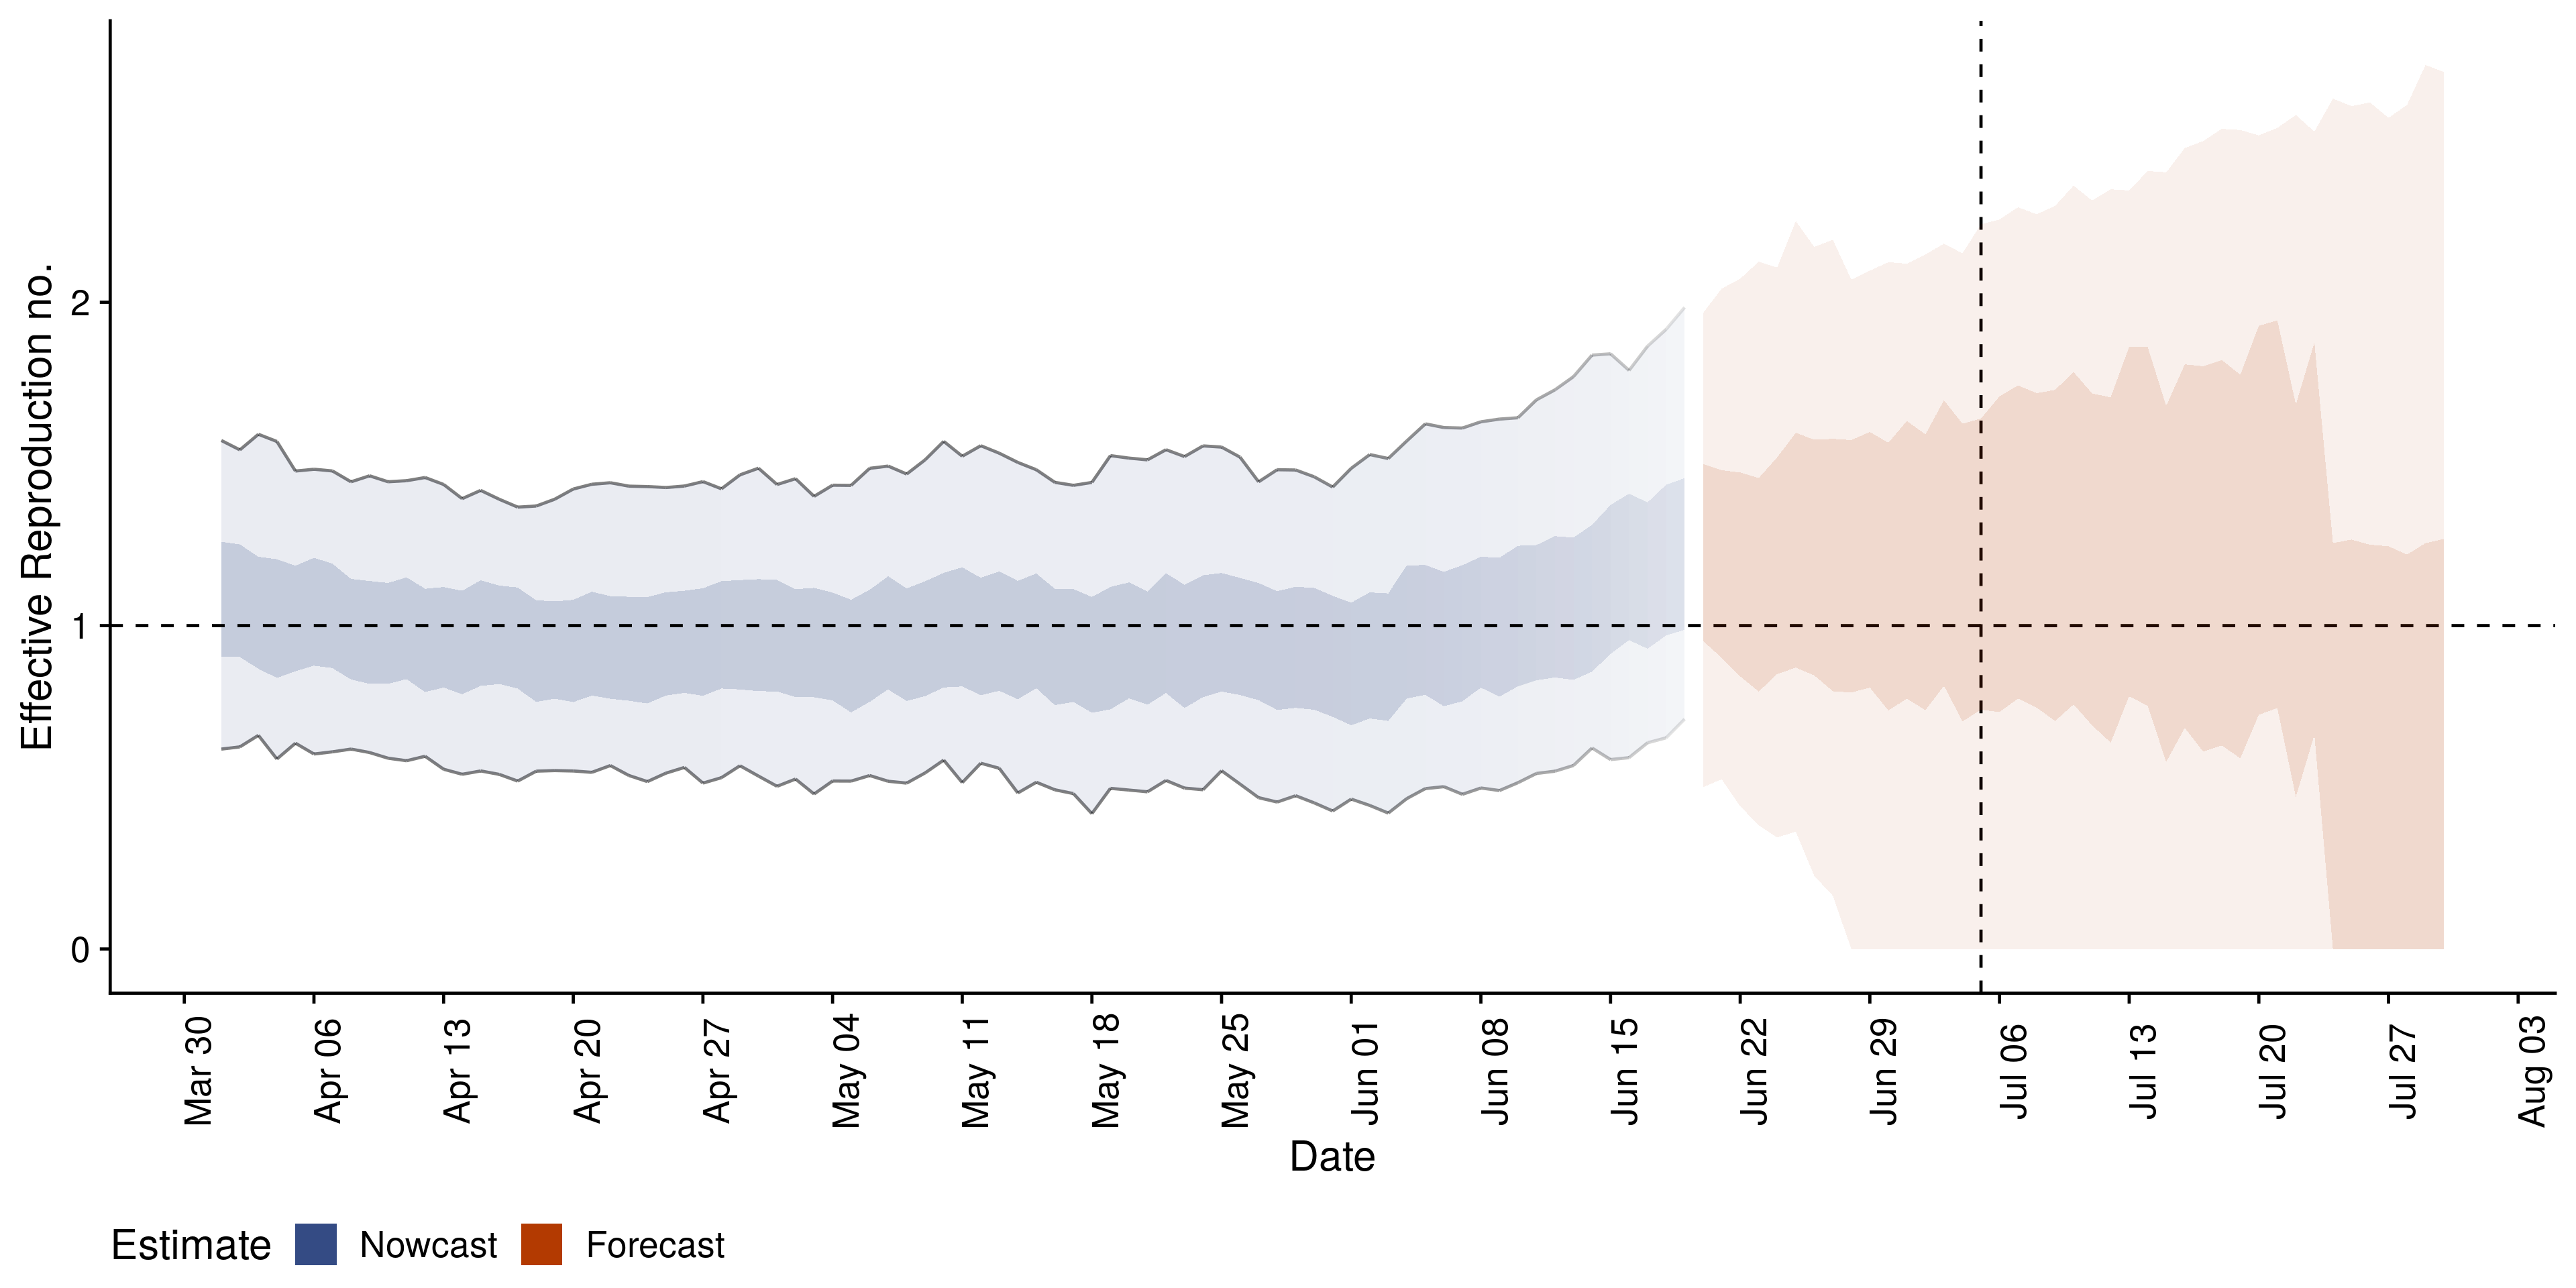 Effective Reproduction no.
2
1
0
Mar 30
Apr 06
Apr 13
Apr 20
Apr 27
May 04
May 11
May 18
May 25
Jun 01
Jun 08
Jun 15
Jun 22
Jun 29
Jul 06
Jul 13
Jul 20
Jul 27
Aug 03
Date
Estimate Nowcast Forecast